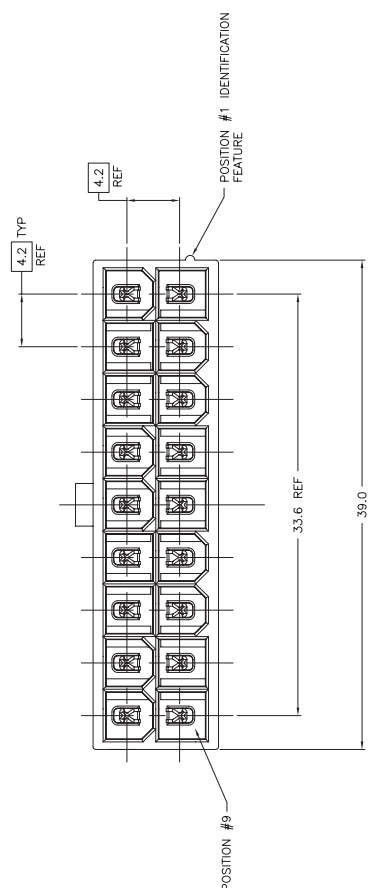 4.2 TYP
REF
4.2
REF
POSITION #1 IDENTIFICATION
FEATURE
33.6 REF
39.0
POSITION #9